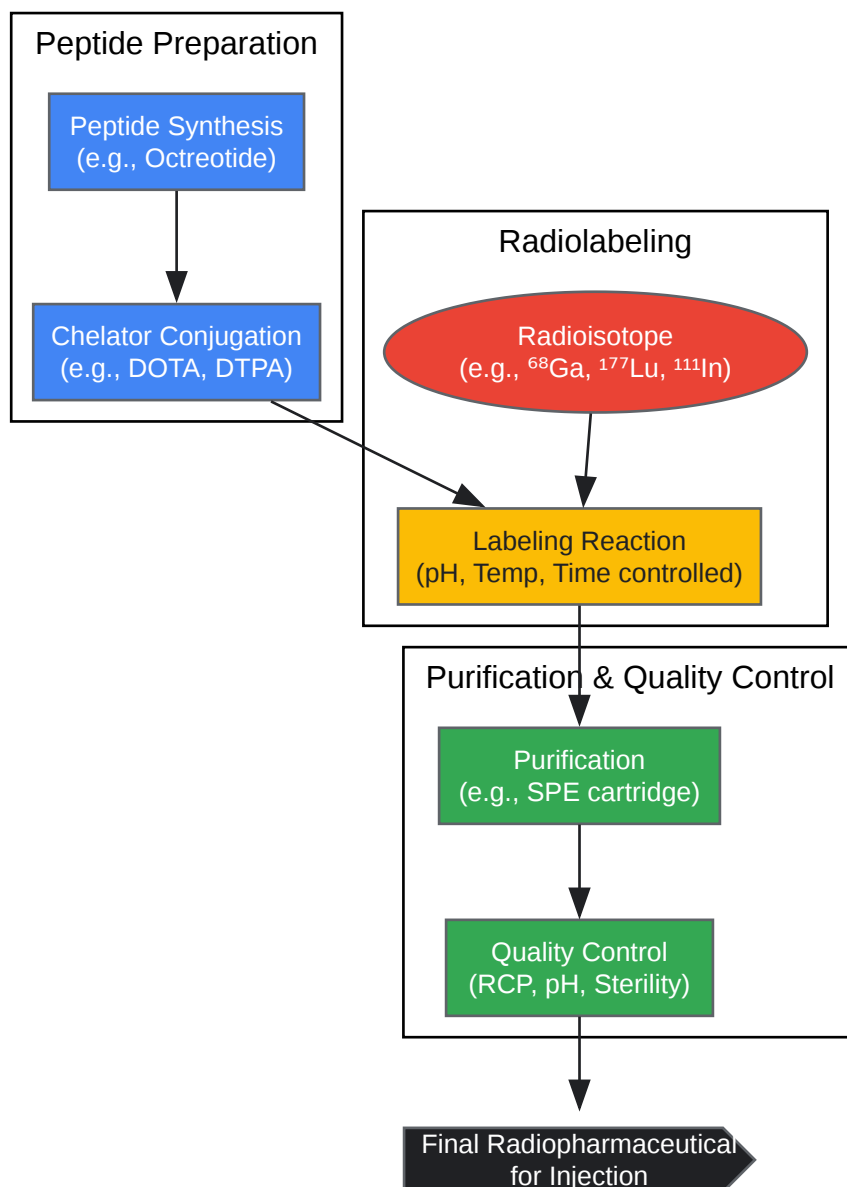 Peptide Preparation
Peptide Synthesis
(e.g., Octreotide)
Chelator Conjugation
(e.g., DOTA, DTPA)
Radiolabeling
Radioisotope
(e.g., ⁶⁸Ga, ¹⁷⁷Lu, ¹¹¹In)
Labeling Reaction
(pH, Temp, Time controlled)
Purification & Quality Control
Purification
(e.g., SPE cartridge)
Quality Control
(RCP, pH, Sterility)
Final Radiopharmaceutical
for Injection